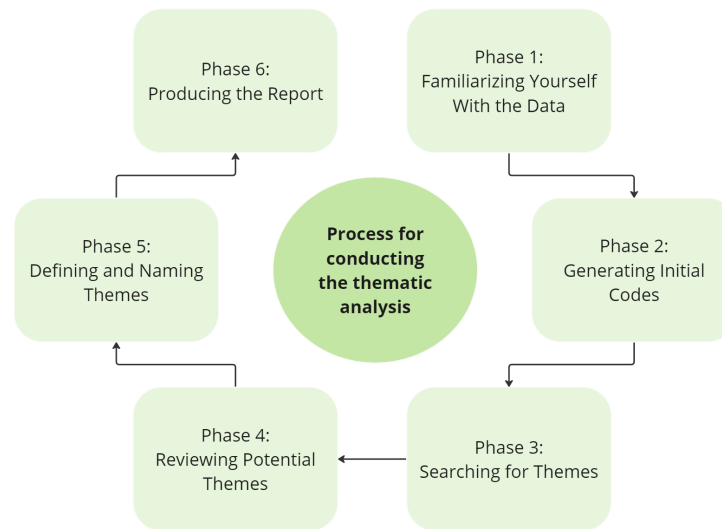 Phase 6:
Producing the Report
Phase 1:
Familiarizing Yourself
With the Data
Phase 5:
Defining and Naming
Themes
Process for
conducting
the thematic
analysis
Phase 2:
Generating Initial
Codes
Phase 4:
Reviewing Potential
Themes
Phase 3:
Searching for Themes